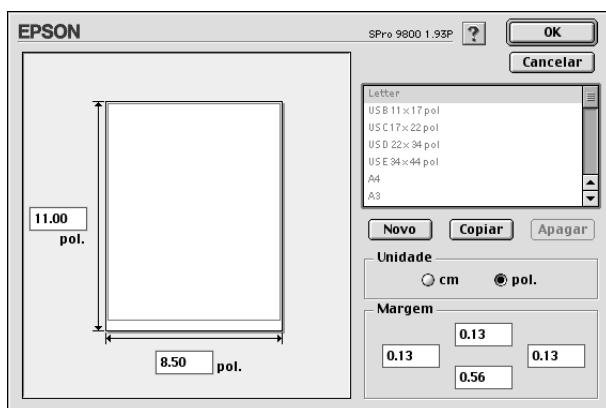 EPSON
SPro 9800 1.93P
?
OK
Cancelar
Letter
US B 11×17 pol
US C 17×22 pol
US D 22×34 pol
US E 34×44 pol
A4
A3
11.00
pol.
8.50 pol.
Novo Copiar Apagar
Unidade
cm pol.
Margem
0.13
0.13 0.13
0.56